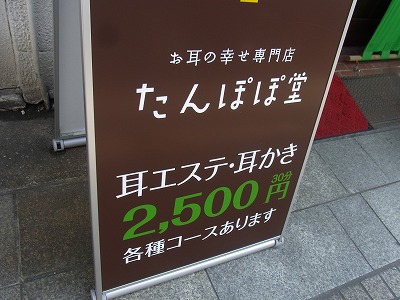 お耳の幸せ専門店
たんぽぽ堂
耳エステ・耳かき
2,500円 30分
各種コースあります